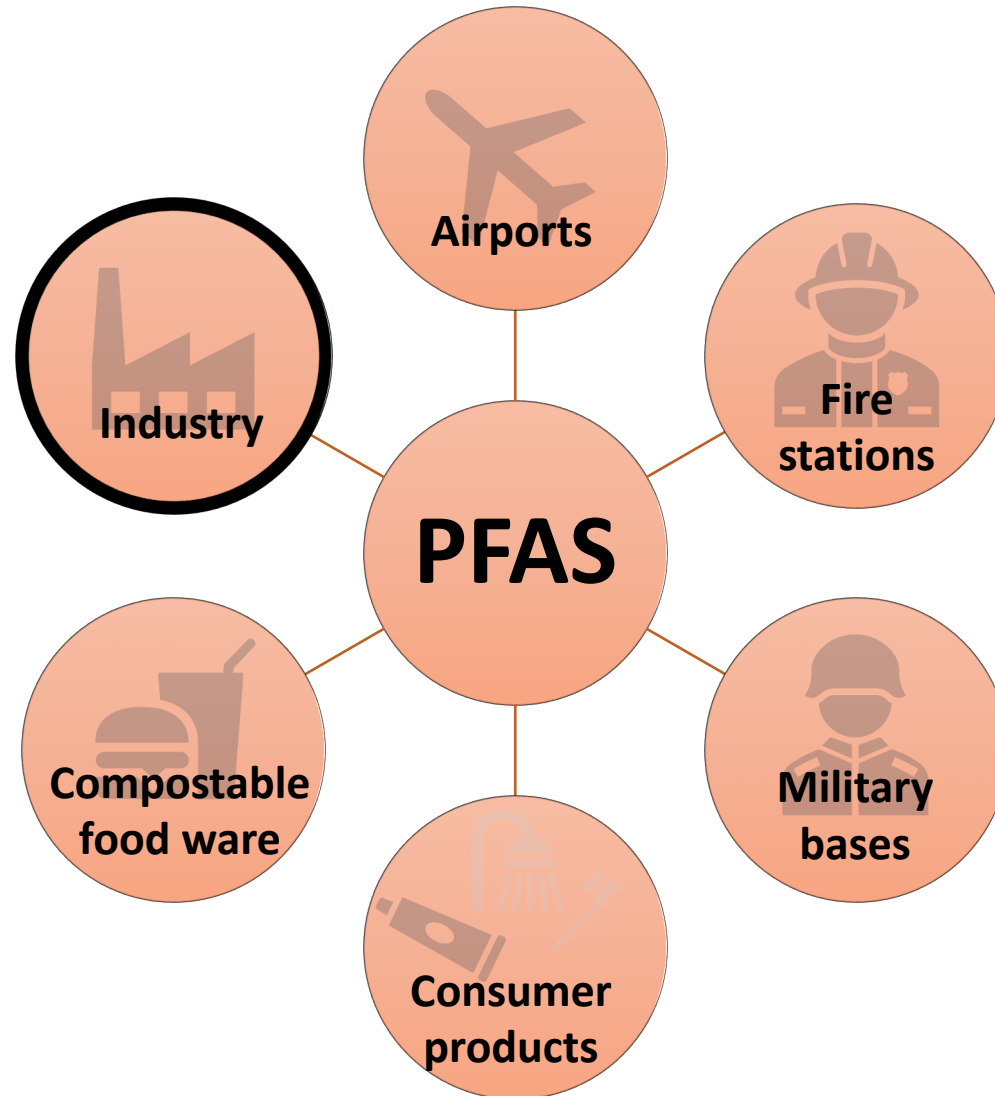 Airports
Industry
Fire
stations
PFAS
Compostable
food ware
Military
bases
Consumer
products